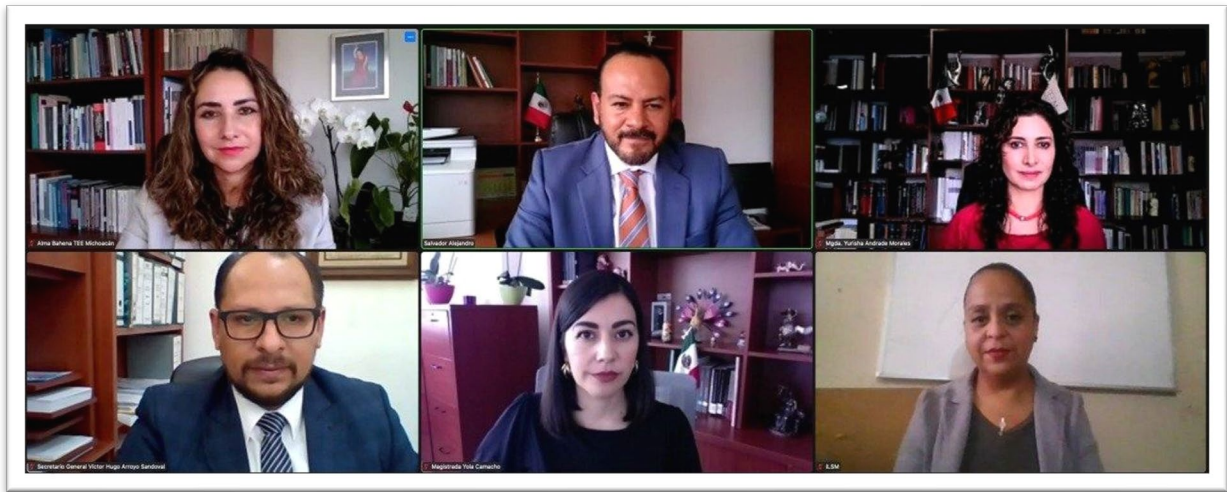 Alma Bahena TEE Michoacán
Salvador Alejandro
Mgda. Yurisha Andrade Morales
Secretario General Víctor Hugo Arroyo Sandoval
Magistrada Yola Camacho
ILSM